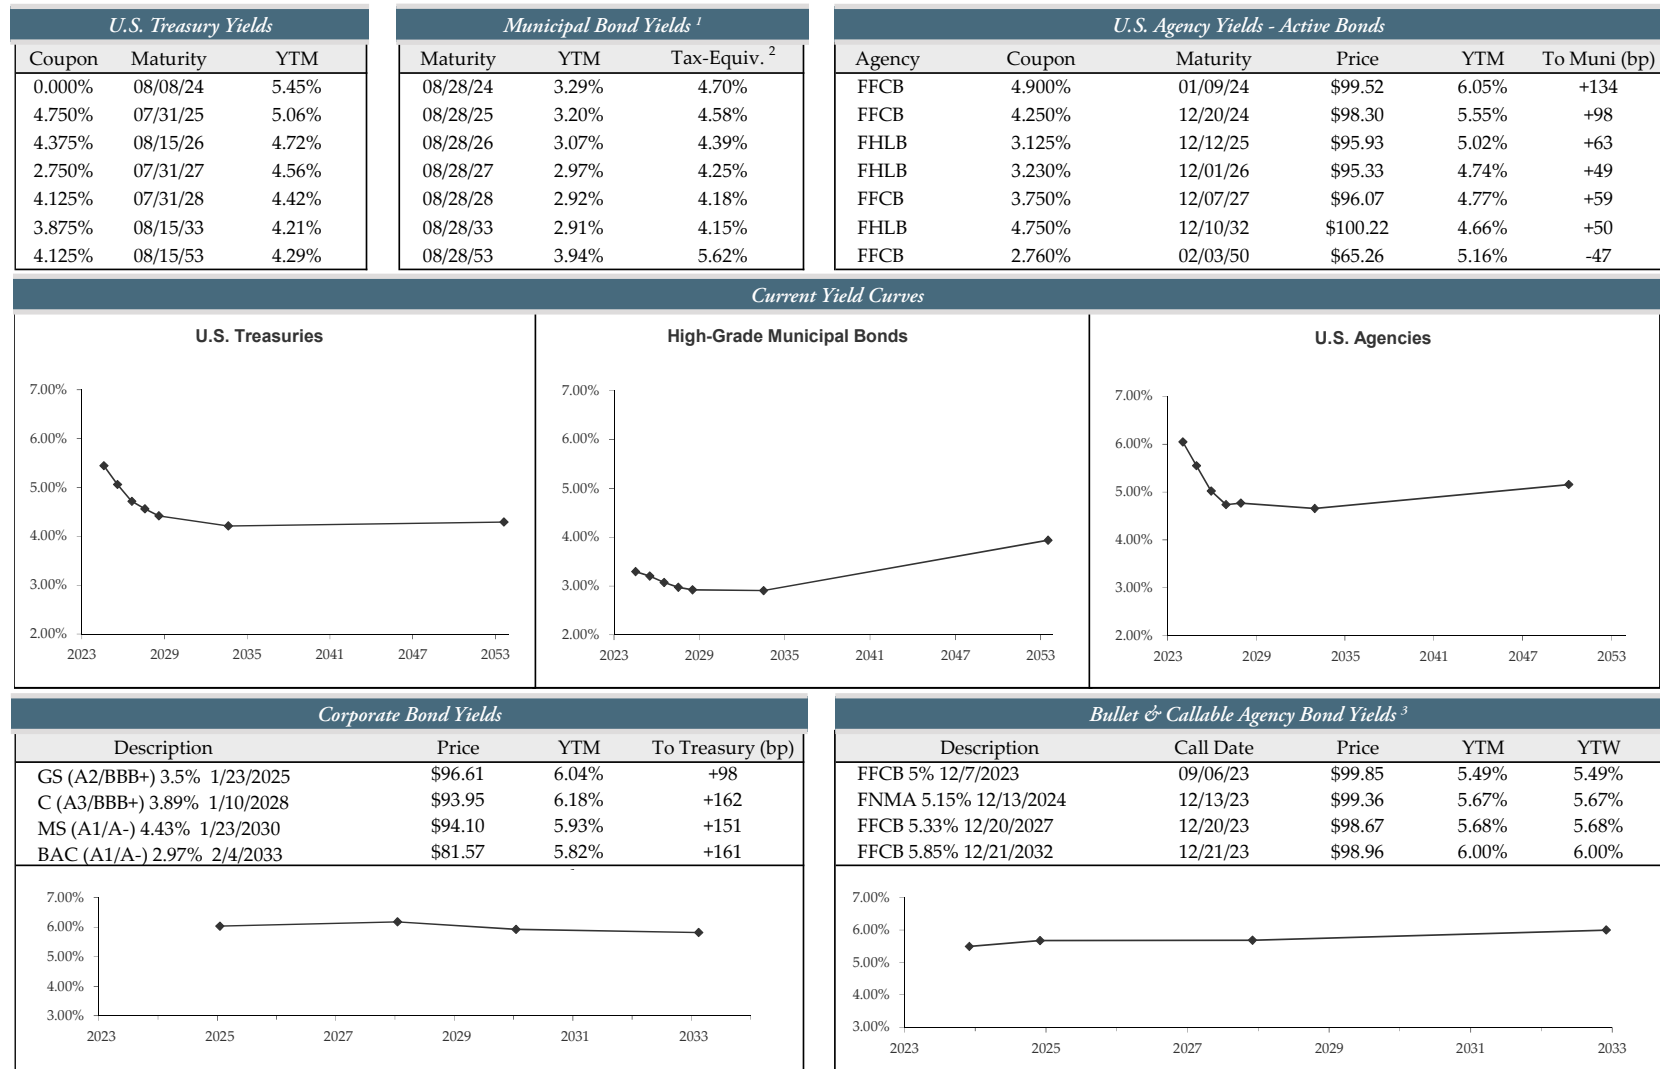 U.S. Treasury Yields
Coupon Maturity YTM
0.000% 08/08/24 5.45%
4.750% 07/31/25 5.06%
4.375% 08/15/26 4.72%
2.750% 07/31/27 4.56%
4.125% 07/31/28 4.42%
3.875% 08/15/33 4.21%
4.125% 08/15/53 4.29%
Municipal Bond Yields 1
Maturity YTM Tax-Equiv. 2
08/28/24 3.29% 4.70%
08/28/25 3.20% 4.58%
08/28/26 3.07% 4.39%
08/28/27 2.97% 4.25%
08/28/28 2.92% 4.18%
08/28/33 2.91% 4.15%
08/28/53 3.94% 5.62%
U.S. Agency Yields - Active Bonds
Agency Coupon Maturity Price YTM To Muni (bp)
FFCB 4.900% 01/09/24 $99.52 6.05% +134
FFCB 4.250% 12/20/24 $98.30 5.55% +98
FHLB 3.125% 12/12/25 $95.93 5.02% +63
FHLB 3.230% 12/01/26 $95.33 4.74% +49
FFCB 3.750% 12/07/27 $96.07 4.77% +59
FHLB 4.750% 12/10/32 $100.22 4.66% +50
FFCB 2.760% 02/03/50 $65.26 5.16% -47
Current Yield Curves
U.S. Treasuries
7.00%
6.00%
5.00%
4.00%
3.00%
2.00%
2023 2029 2035 2041 2047 2053
High-Grade Municipal Bonds
7.00%
6.00%
5.00%
4.00%
3.00%
2.00%
2023 2029 2035 2041 2047 2053
U.S. Agencies
7.00%
6.00%
5.00%
4.00%
3.00%
2.00%
2023 2029 2035 2041 2047 2053
Corporate Bond Yields
Description Price YTM To Treasury (bp)
GS (A2/BBB+) 3.5% 1/23/2025 $96.61 6.04% +98
C (A3/BBB+) 3.89% 1/10/2028 $93.95 6.18% +162
MS (A1/A-) 4.43% 1/23/2030 $94.10 5.93% +151
BAC (A1/A-) 2.97% 2/4/2033 $81.57 5.82% +161
7.00%
6.00%
5.00%
4.00%
3.00%
2023 2025 2027 2029 2031 2033
Bullet & Callable Agency Bond Yields 3
Description Call Date Price YTM YTW
FFCB 5% 12/7/2023 09/06/23 $99.85 5.49% 5.49%
FNMA 5.15% 12/13/2024 12/13/23 $99.36 5.67% 5.67%
FFCB 5.33% 12/20/2027 12/20/23 $98.67 5.68% 5.68%
FFCB 5.85% 12/21/2032 12/21/23 $98.96 6.00% 6.00%
7.00%
6.00%
5.00%
4.00%
3.00%
2023 2025 2027 2029 2031 2033